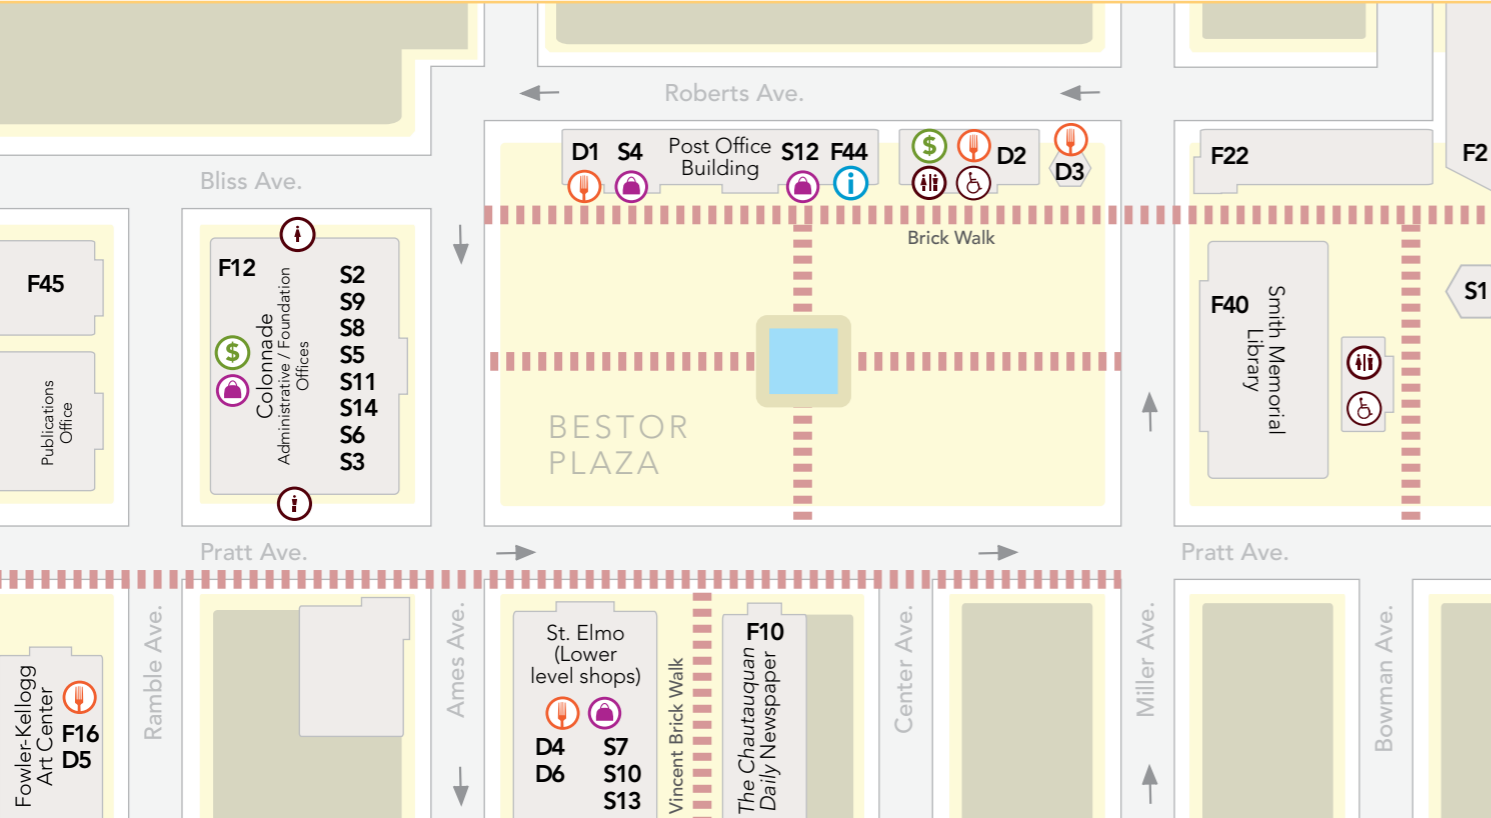 Roberts Ave.
D1
S4
Post Office
Building
S12
F44
$
D2
D3
F22
F2
Bliss Ave.
Brick Walk
F45
F12
$
Colonnade
Administrative / Foundation
Offices
S2
S9
S8
S5
S11
S14
S6
S3
F40
Smith Memorial
Library
S1
Publications
Office
BESTOR
PLAZA
Pratt Ave.
Pratt Ave.
Ramble Ave.
Ames Ave.
Center Ave.
Miller Ave.
Bowman Ave.
Fowler-Kellogg
Art Center
F16
D5
St. Elmo
(Lower
level shops)
D4
D6
S7
S10
S13
Vincent Brick Walk
F10
The Chautauquan
Daily Newspaper